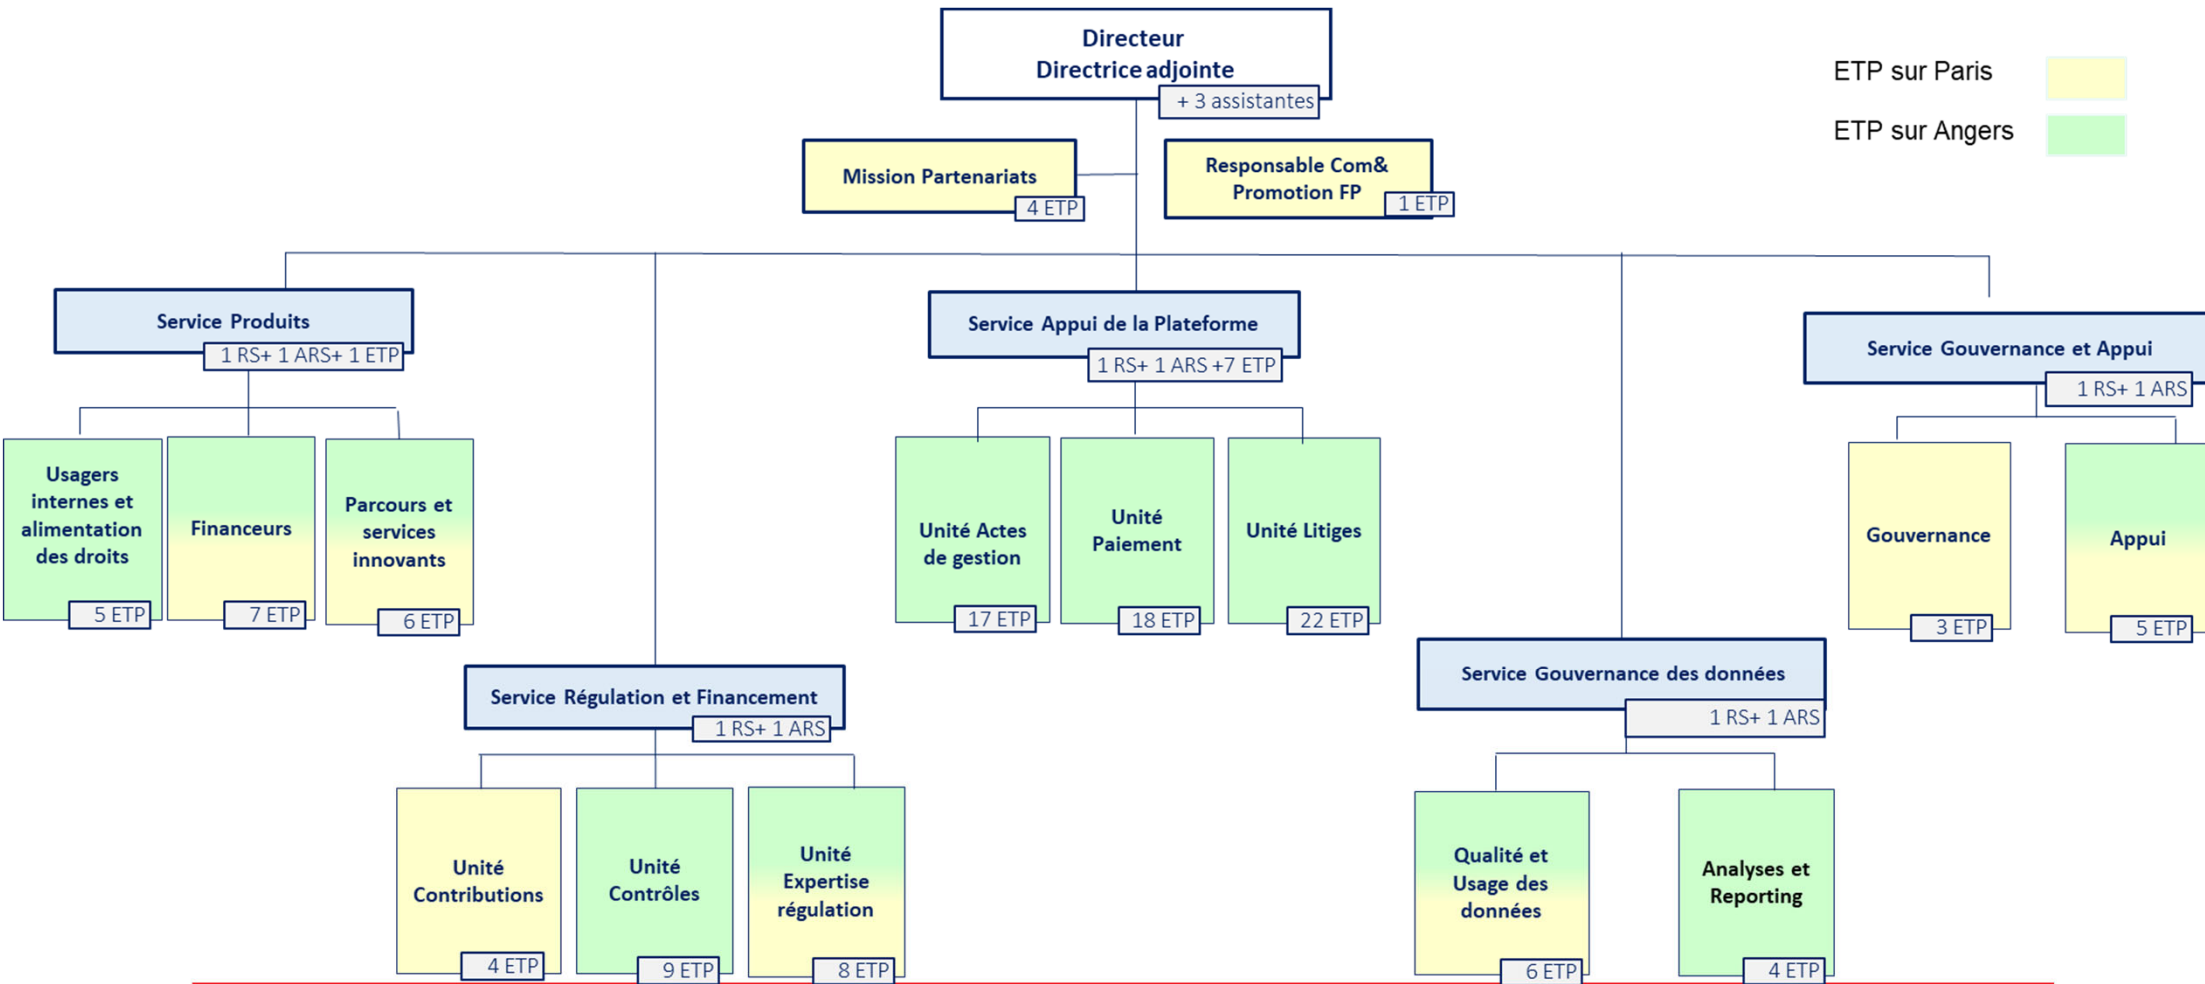 Directeur
Directrice adjointe
+ 3 assistantes
ETP sur Paris
ETP sur Angers
Mission Partenariats
4 ETP
Responsable Com&
Promotion FP
1 ETP
Service Produits
1 RS+ 1 ARS+ 1 ETP
Service Appui de la Plateforme
1 RS+ 1 ARS +7 ETP
Service Gouvernance et Appui
1 RS+ 1 ARS
Usagers
internes et
alimentation
des droits
5 ETP
Financeurs
7 ETP
Parcours et
services
innovants
6 ETP
Unité Actes
de gestion
17 ETP
Unité
Paiement
18 ETP
Unité Litiges
22 ETP
Gouvernance
3 ETP
Appui
5 ETP
Service Régulation et Financement
1 RS+ 1 ARS
Service Gouvernance des données
1 RS+ 1 ARS
Unité
Contributions
4 ETP
Unité
Contrôles
9 ETP
Unité
Expertise
régulation
8 ETP
Qualité et
Usage des
données
6 ETP
Analyses et
Reporting
4 ETP